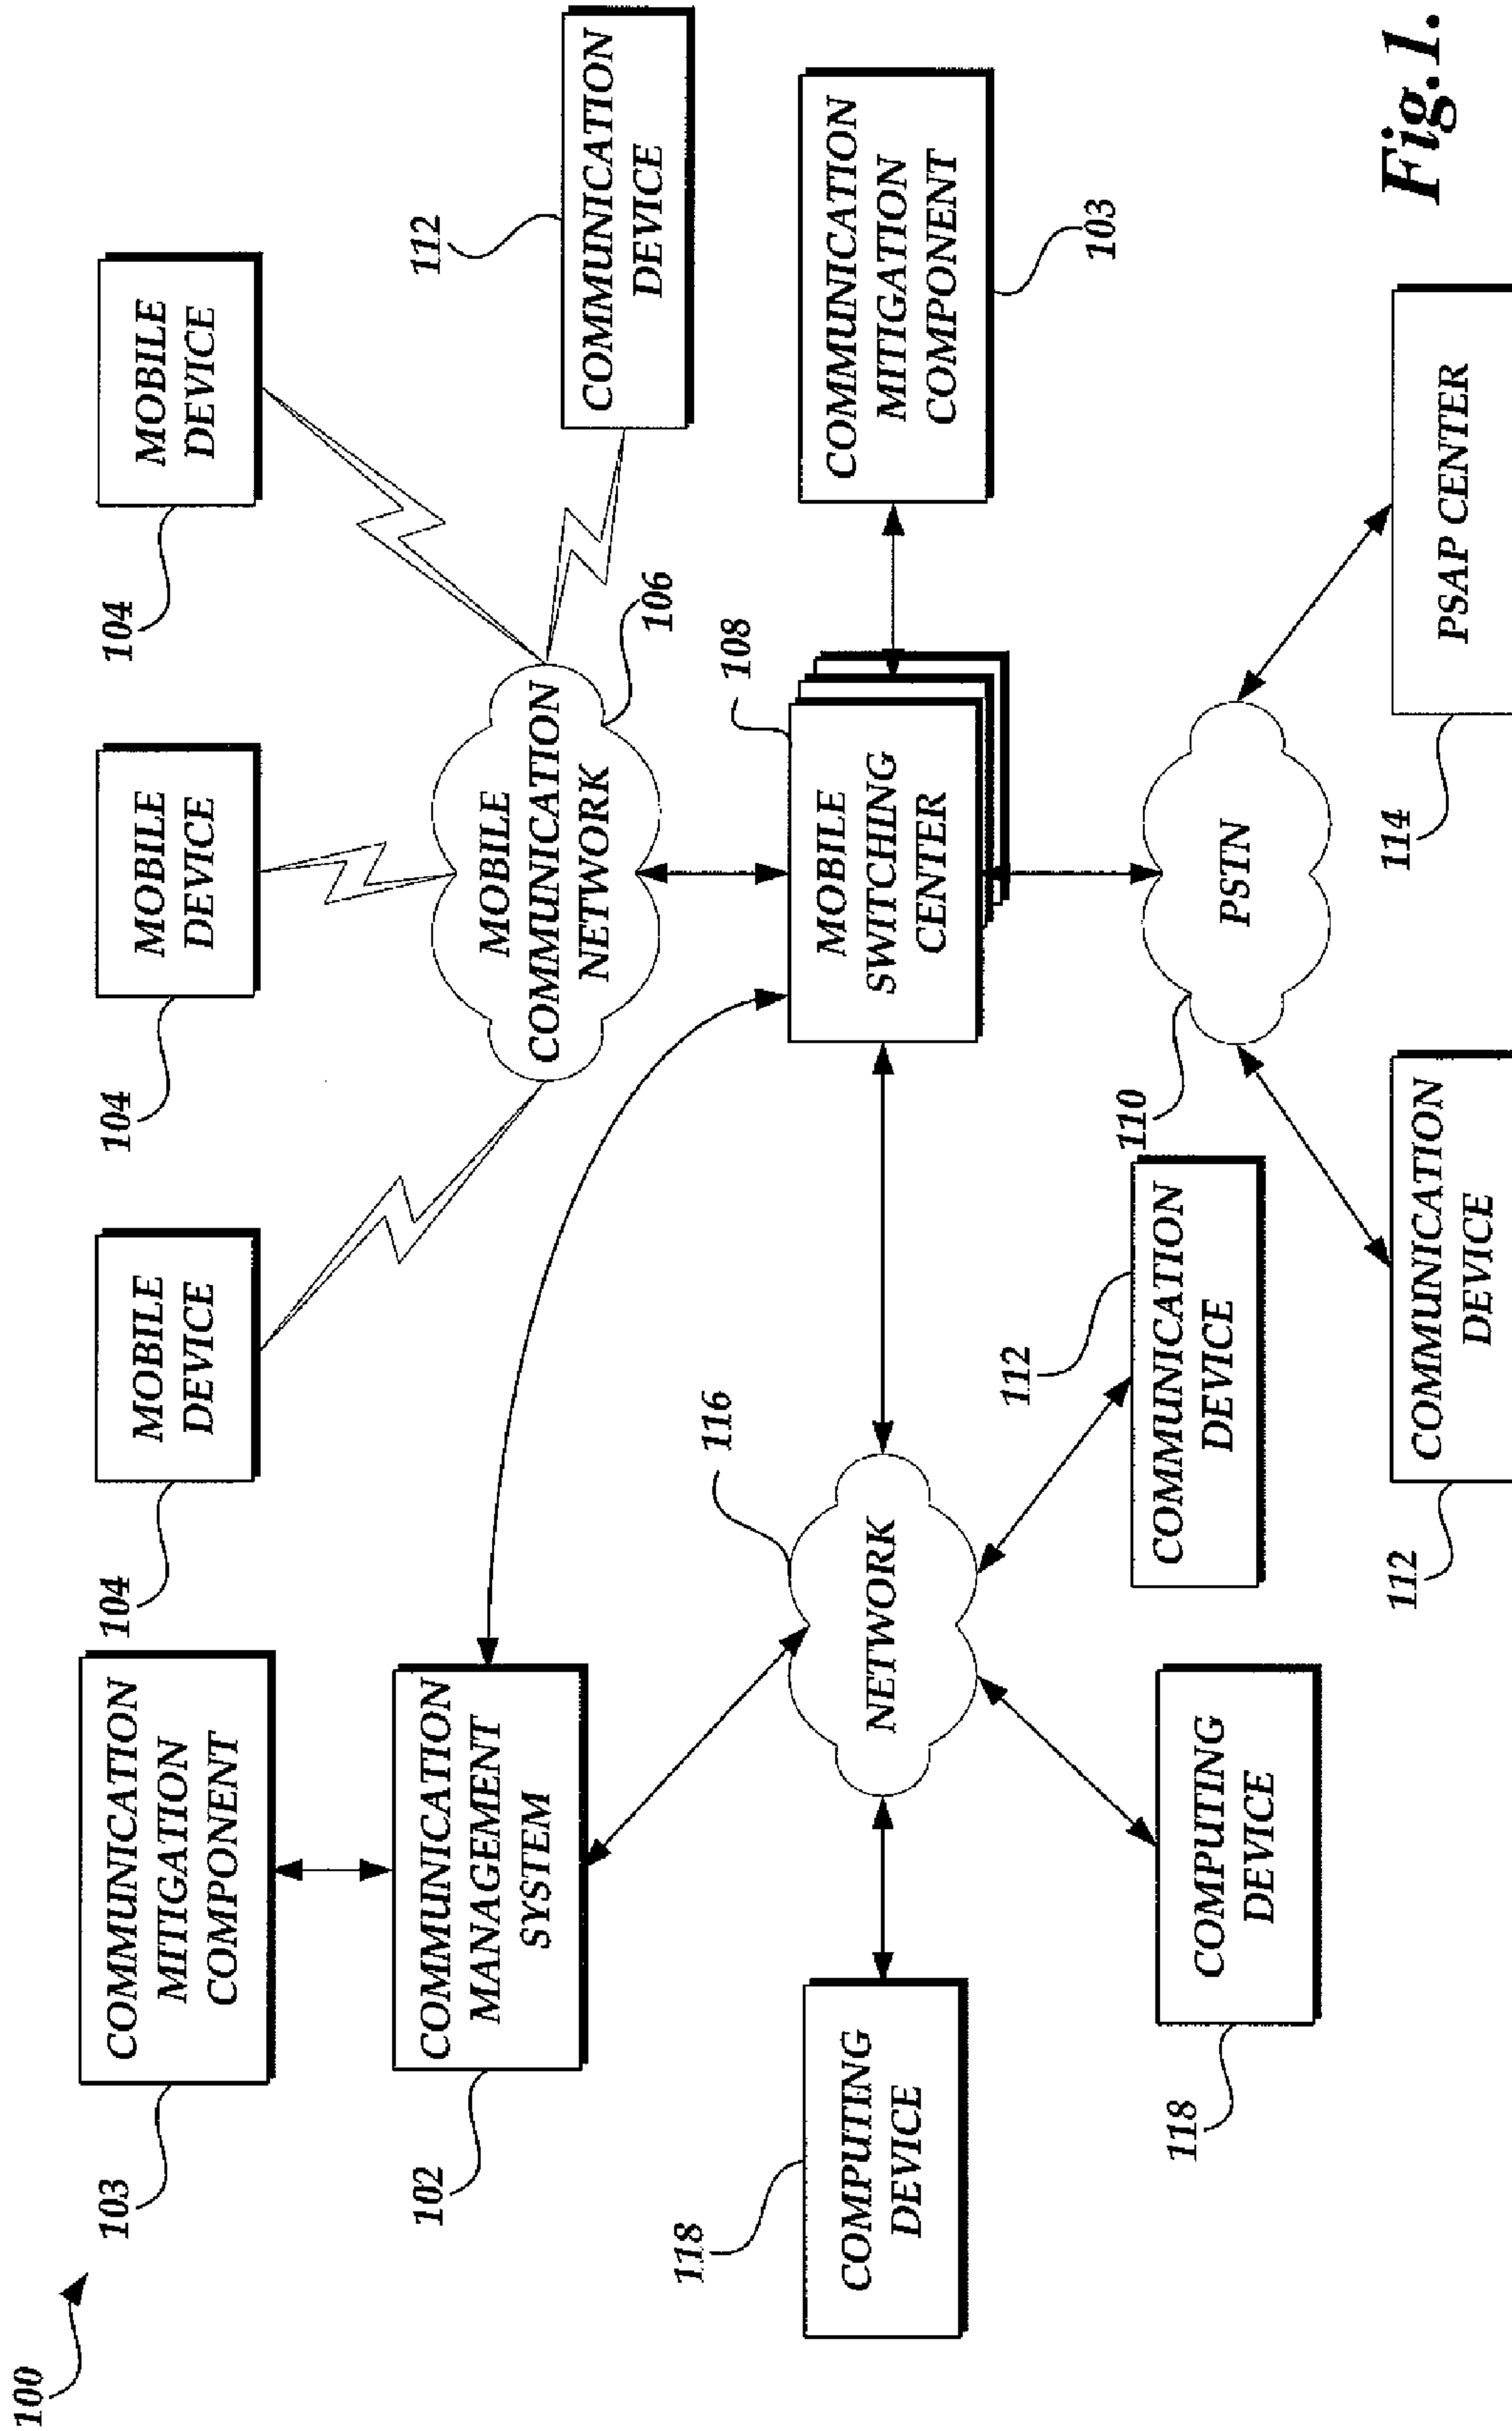 100
103
COMMUNICATION
MITIGATION
COMPONENT
104
MOBILE
DEVICE
104
MOBILE
DEVICE
104
MOBILE
DEVICE
102
COMMUNICATION
MANAGEMENT
SYSTEM
MOBILE
COMMUNICATION
NETWORK
106
112
COMMUNICATION
DEVICE
118
COMPUTING
DEVICE
116
NETWORK
108
MOBILE
SWITCHING
CENTER
COMMUNICATION
MITIGATION
COMPONENT
103
118
COMPUTING
DEVICE
112
COMMUNICATION
DEVICE
110
PSTN
112
COMMUNICATION
DEVICE
114
PSAP CENTER
Fig.1.